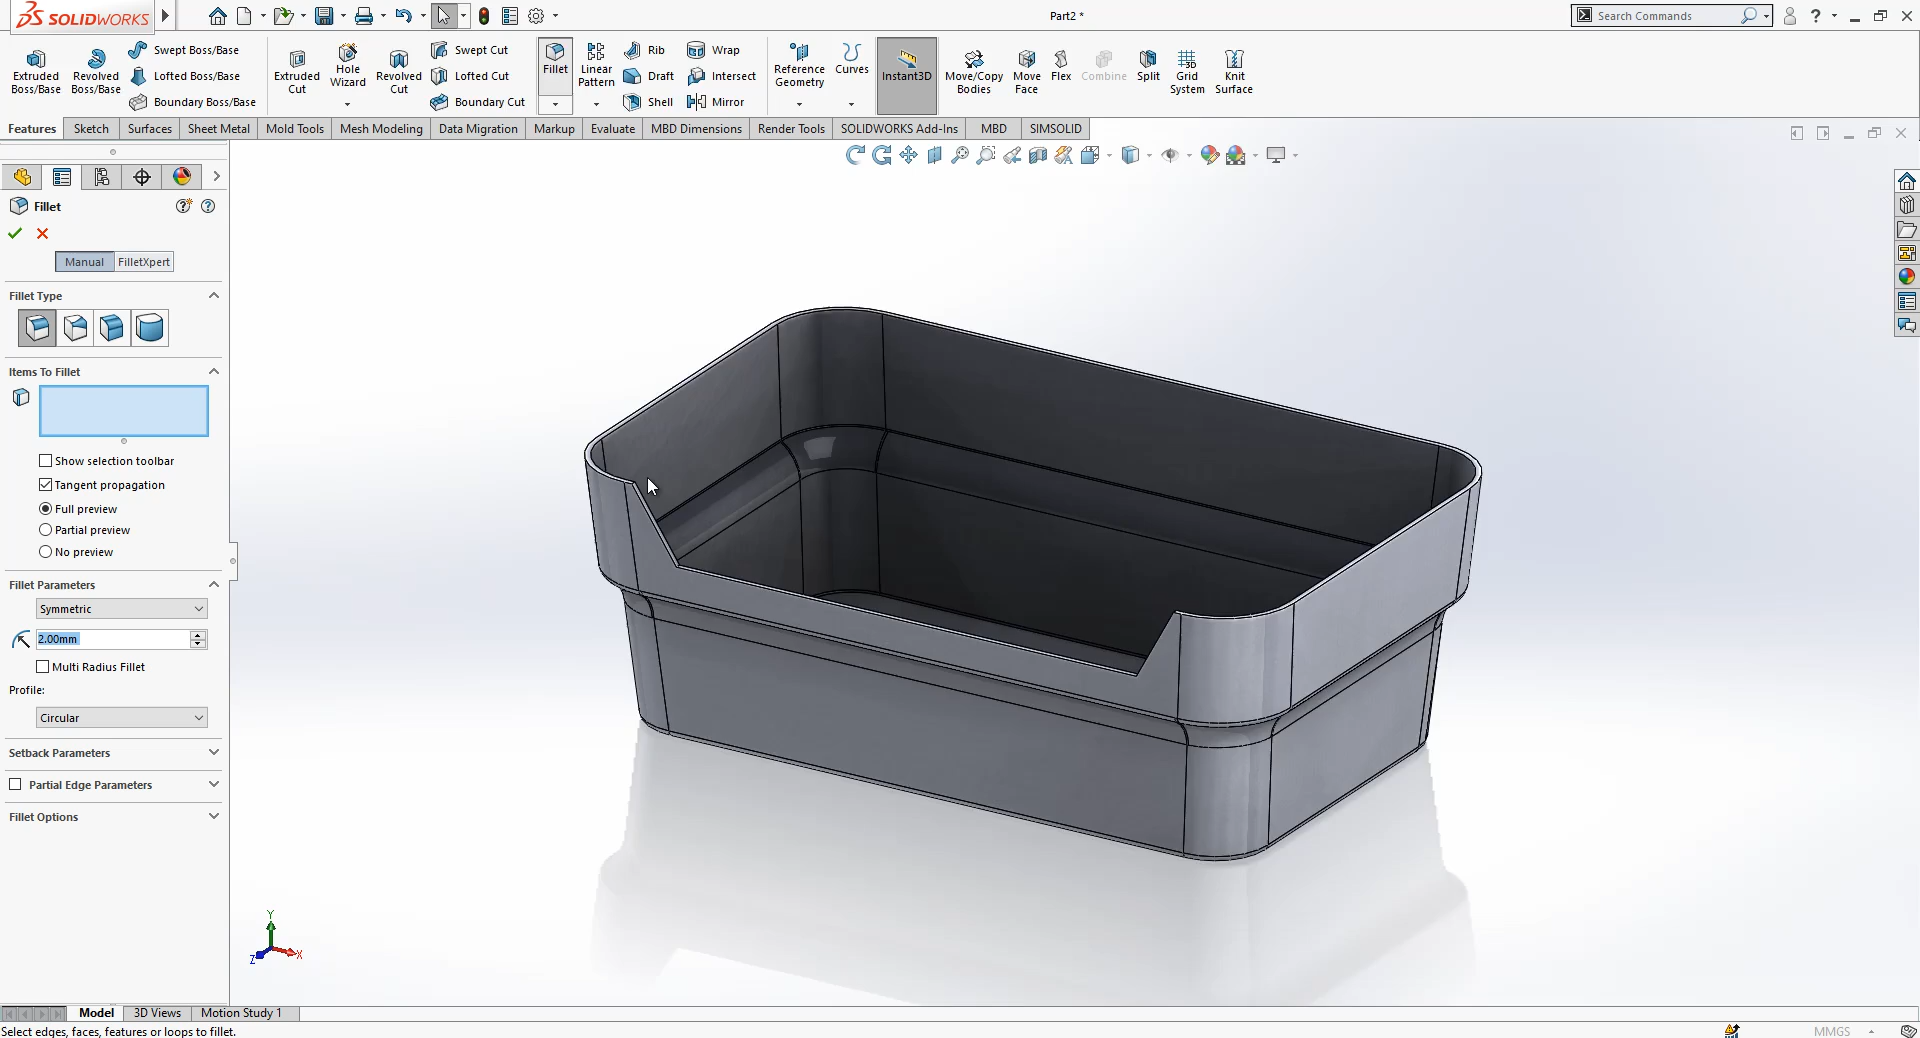 SOLIDWORKS
Part2 *
Search Commands
Extruded Boss/Base
Revolved Boss/Base
Swept Boss/Base
Lofted Boss/Base
Boundary Boss/Base
Extruded Cut
Hole Wizard
Revolved Cut
Swept Cut
Lofted Cut
Boundary Cut
Fillet
Linear Pattern
Rib
Draft
Shell
Wrap
Intersect
Mirror
Reference Geometry
Curves
Instant3D
Move/Copy Bodies
Move Face
Flex
Combine
Split
Grid System
Knit Surface
Features
Sketch
Surfaces
Sheet Metal
Mold Tools
Mesh Modeling
Data Migration
Markup
Evaluate
MBD Dimensions
Render Tools
SOLIDWORKS Add-Ins
MBD
SIMSOLID
Fillet
Manual
FilletXpert
Fillet Type
Items To Fillet
Show selection toolbar
Tangent propagation
Full preview
Partial preview
No preview
Fillet Parameters
Symmetric
2.00mm
Multi Radius Fillet
Profile:
Circular
Setback Parameters
Partial Edge Parameters
Fillet Options
Y
X
Z
Model
3D Views
Motion Study 1
Select edges, faces, features or loops to fillet.
MMGS